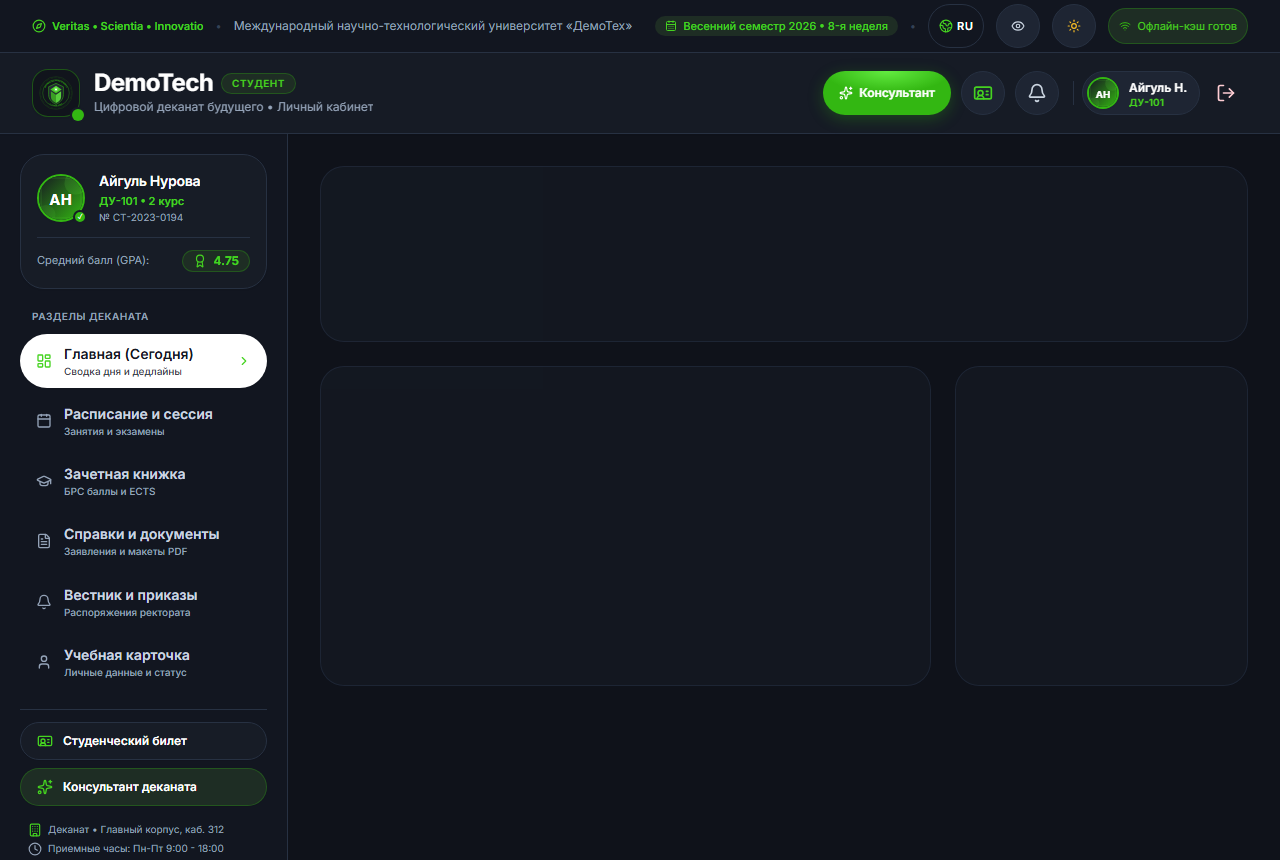 Veritas • Scientia • Innovatio • Международный научно-технологический университет «ДемоТех» Весенний семестр 2026 • 8-я неделя • RU Офлайн-кэш готов
DemoTech СТУДЕНТ
Цифровой деканат будущего • Личный кабинет
Консультант
АН
Айгуль Н.
ДУ-101
АН
Айгуль Нурова
ДУ-101 • 2 курс
№ СТ-2023-0194
Средний балл (GPA): 4.75
РАЗДЕЛЫ ДЕКАНАТА
Главная (Сегодня)
Сводка дня и дедлайны
Расписание и сессия
Занятия и экзамены
Зачетная книжка
БРС баллы и ECTS
Справки и документы
Заявления и макеты PDF
Вестник и приказы
Распоряжения ректората
Учебная карточка
Личные данные и статус
Студенческий билет
Консультант деканата
Деканат • Главный корпус, каб. 312
Приемные часы: Пн-Пт 9:00 - 18:00